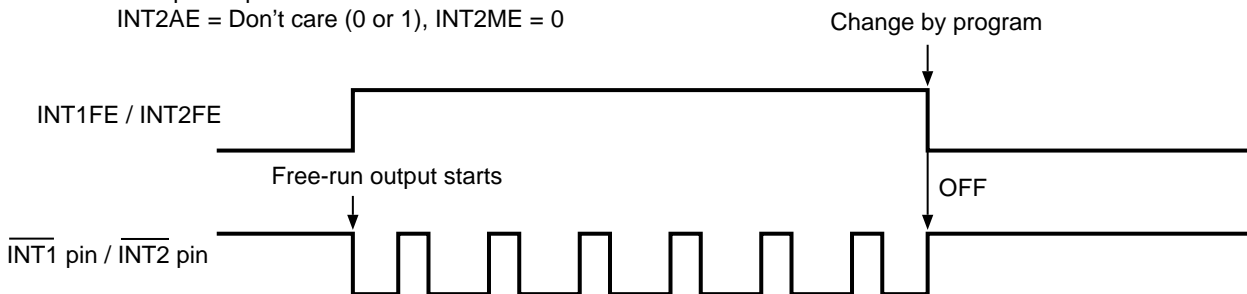 INT2AE = Don't care (0 or 1), INT2ME = 0
Change by program
INT1FE / INT2FE
Free-run output starts
OFF
INT1 pin / INT2 pin